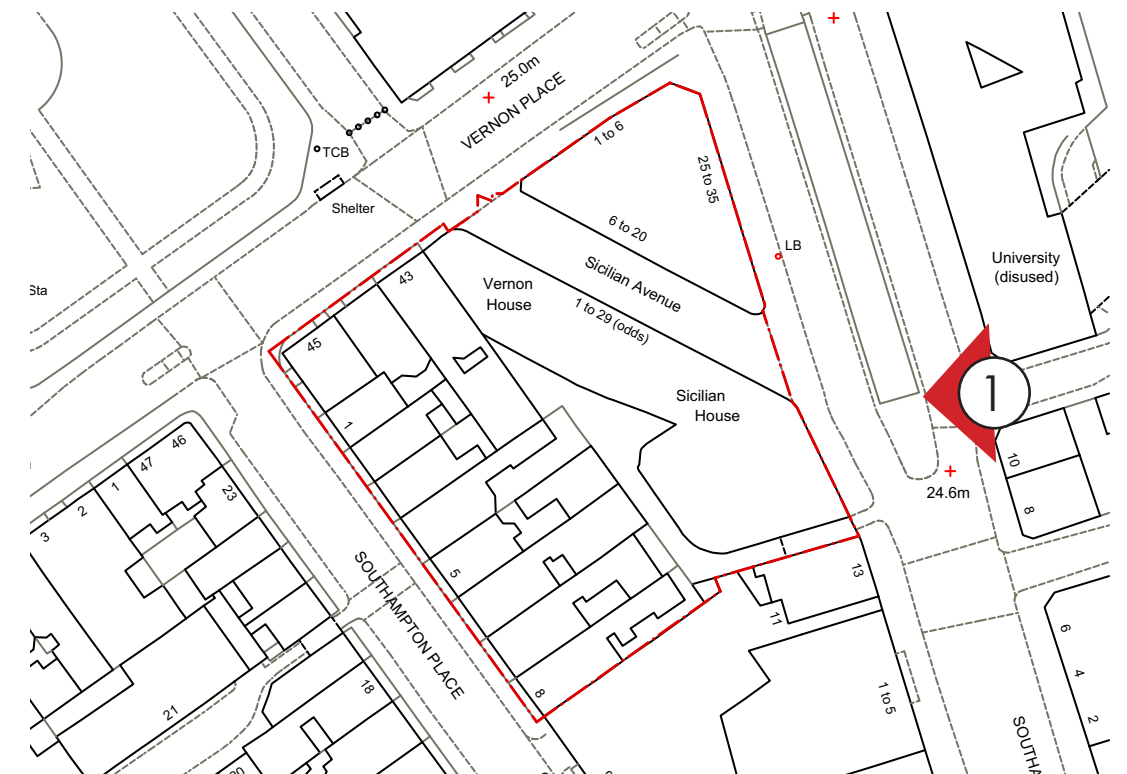 25.0m
VERNON PLACE
TCB
Shelter
1 to 6
25 to 35
6 to 20
LB
Sicilian Avenue
University
(disused)
Sta
43
Vernon
House
1 to 29 (odds)
45
Sicilian
House
1
1
46
47
1
23
2
3
10
8
24.6m
5
SOUTHAMPTON PLACE
13
11
6
4
2
18
8
21
1 to 5
SOUTHA
20